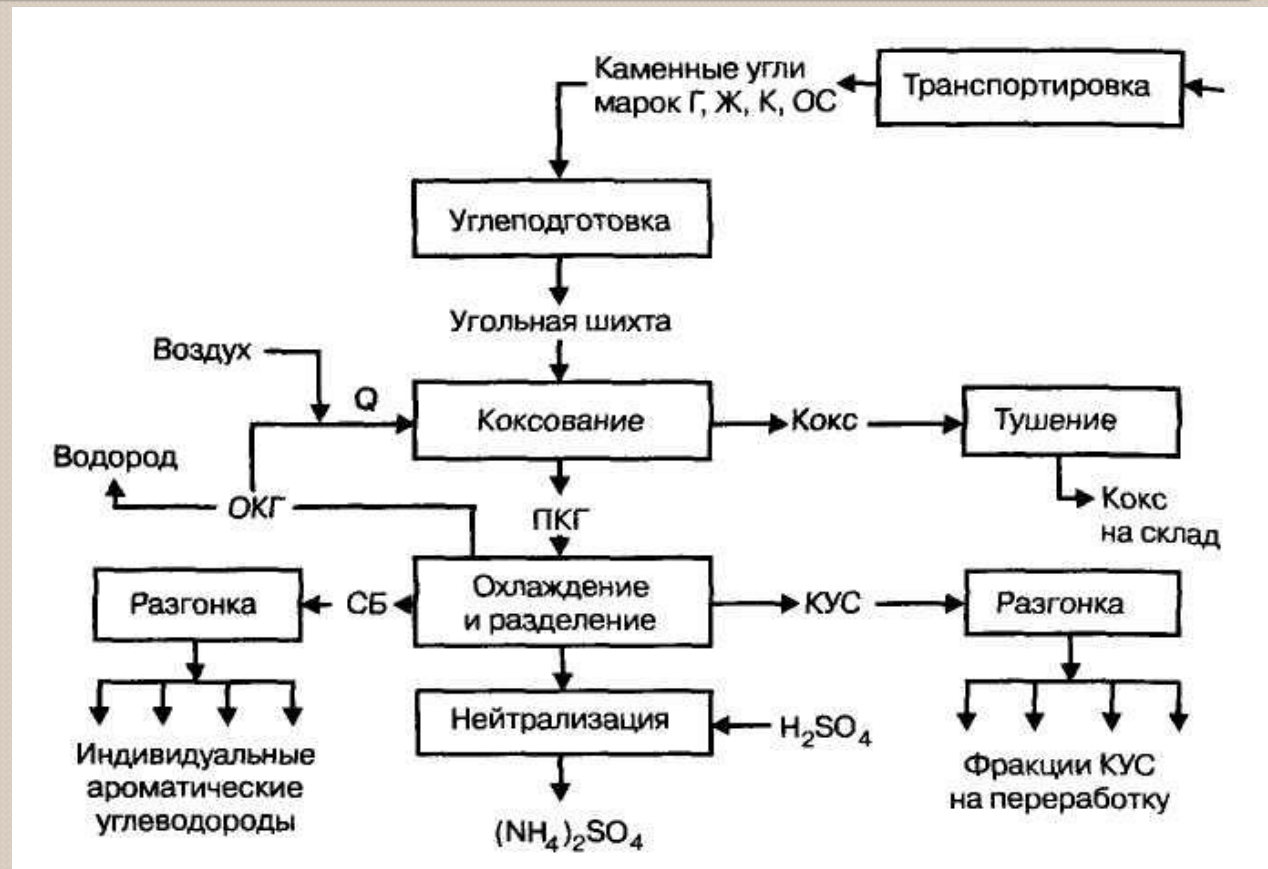 Каменные угли
марок Г, Ж, К, ОС
Транспортировка
Углеподготовка
Угольная шихта
Воздух
Q
Коксование
Кокс
Тушение
Водород
ОКГ
ПКГ
Кокс
на склад
Разгонка
СБ
Охлаждение
и разделение
КУС
Разгонка
Нейтрализация
H₂SO₄
Индивидуальные
ароматические
углеводороды
Фракции КУС
на переработку
(NH₄)₂SO₄